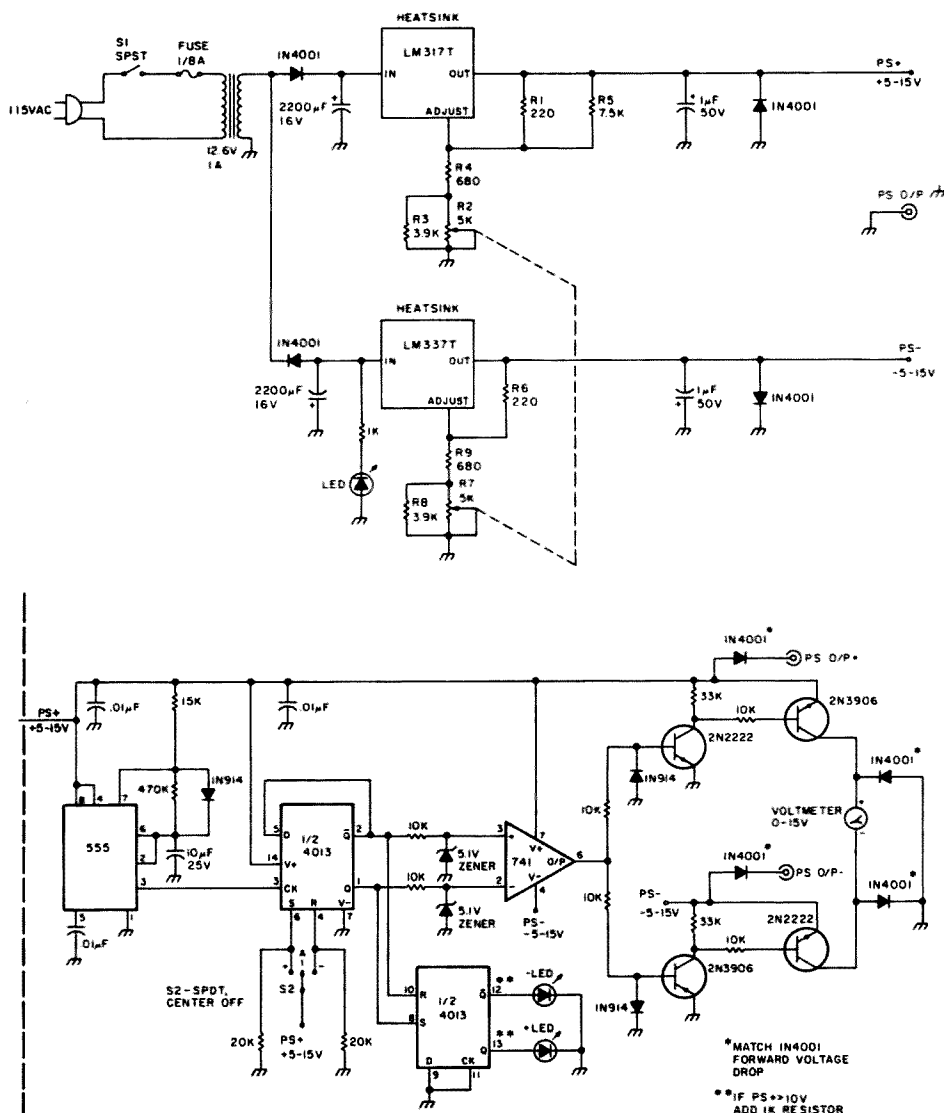 HEATSINK
S1
SPST
FUSE
1/8A
1N4001
LM317T
IN
OUT
ADJUST
PS+
+5-15V
115VAC
12.6V
1A
2200µF
16V
+
R1
220
R5
7.5K
+
1µF
50V
1N4001
R4
680
R2
5K
R3
3.9K
PS O/P
HEATSINK
1N4001
LM337T
IN
OUT
ADJUST
PS-
-5-15V
2200µF
16V
+
1K
LED
R6
220
1µF
50V
+
1N4001
R9
680
R7
5K
R8
3.9K
1N4001*
PS O/P+
PS+
+5-15V
.01µF
15K
.01µF
33K
10K
2N3906
2N2222
470K
1N914
1N914
1N4001*
8
4
7
555
6
2
3
5
1
10µF
25V
.01µF
5
D
Q̄
2
1/2
4013
14
V+
3
CK
Q
1
S
R
V-
6
4
7
10K
10K
5.1V
ZENER
5.1V
ZENER
3
+
2
-
741
V+
V-
O/P
7
6
4
PS-
-5-15V
10K
10K
+
VOLTMETER
0-15V
-
1N4001*
PS O/P-
1N4001*
PS-
-5-15V
33K
10K
2N2222
2N3906
1N914
S2-SPDT,
CENTER OFF
+
-
S2
PS+
+5-15V
20K
20K
10
R
8
S
1/2
4013
Q̄
12
Q
13
D
CK
9
11
**
-LED
**
+LED
*MATCH 1N4001
FORWARD VOLTAGE
DROP
**IF PS+>10V
ADD 1K RESISTOR